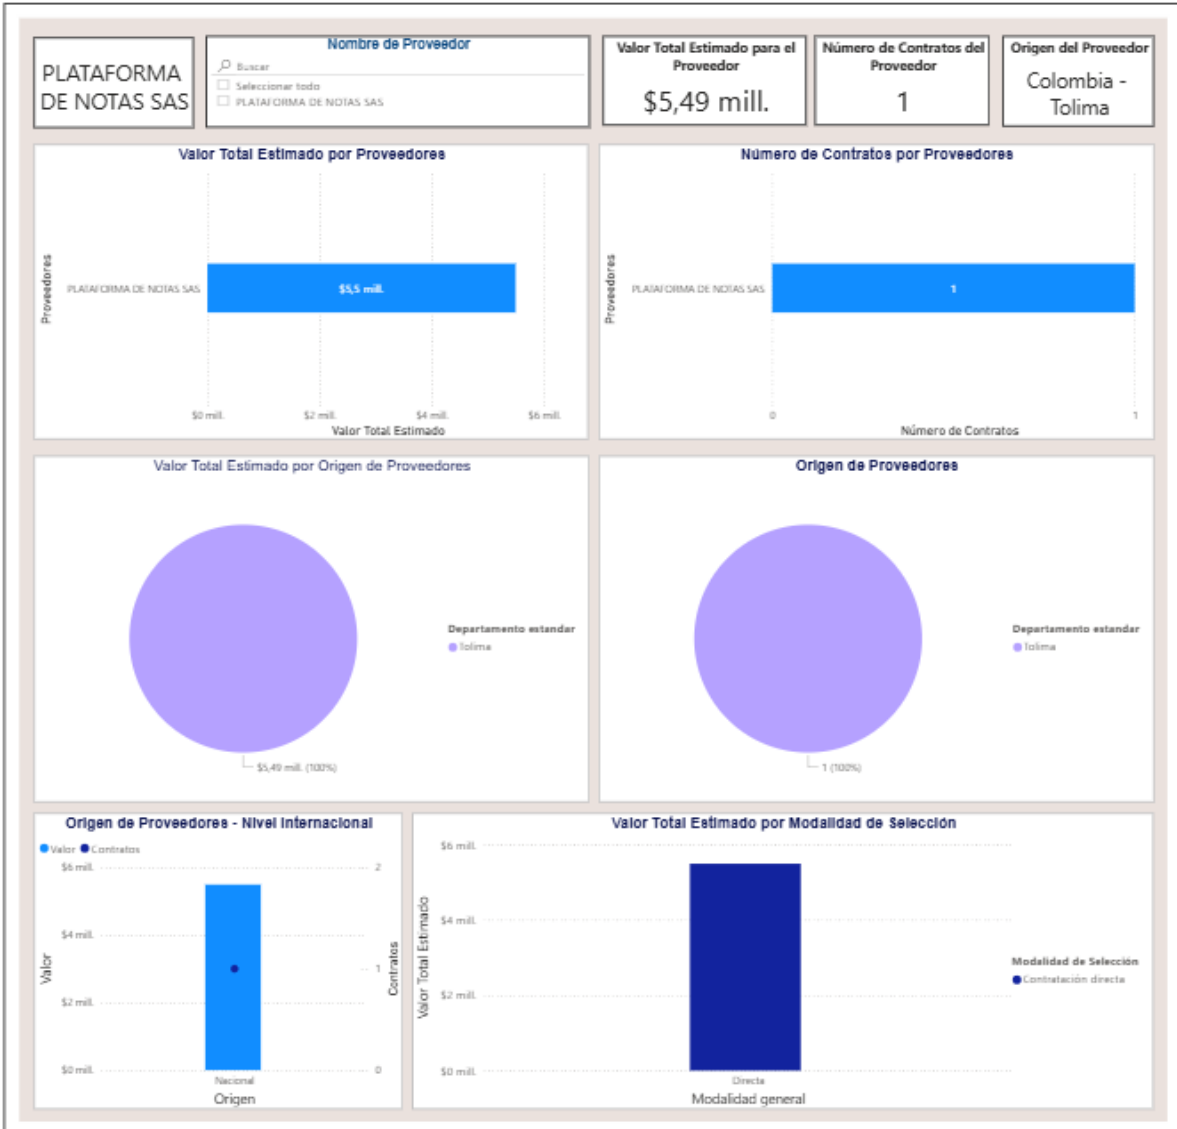 PLATAFORMA
DE NOTAS SAS
Nombre de Proveedor
Buscar
Seleccionar todo
PLATAFORMA DE NOTAS SAS
Valor Total Estimado para el
Proveedor
$5,49 mill.
Número de Contratos del
Proveedor
1
Origen del Proveedor
Colombia -
Tolima
Valor Total Estimado por Proveedores
Proveedores
PLATAFORMA DE NOTAS SAS
$5,5 mill.
$0 mill.
$2 mill.
$4 mill.
$6 mill.
Valor Total Estimado
Número de Contratos por Proveedores
Proveedores
PLATAFORMA DE NOTAS SAS
1
0
1
Número de Contratos
Valor Total Estimado por Origen de Proveedores
Departamento estandar
Tolima
$5,49 mill. (100%)
Origen de Proveedores
Departamento estandar
Tolima
1 (100%)
Origen de Proveedores - Nivel Internacional
Valor
Contratos
$6 mill.
$4 mill.
$2 mill.
$0 mill.
Valor
2
1
0
Contratos
Nacional
Origen
Valor Total Estimado por Modalidad de Selección
Valor Total Estimado
$6 mill.
$4 mill.
$2 mill.
$0 mill.
Directa
Modalidad general
Modalidad de Selección
Contratación directa